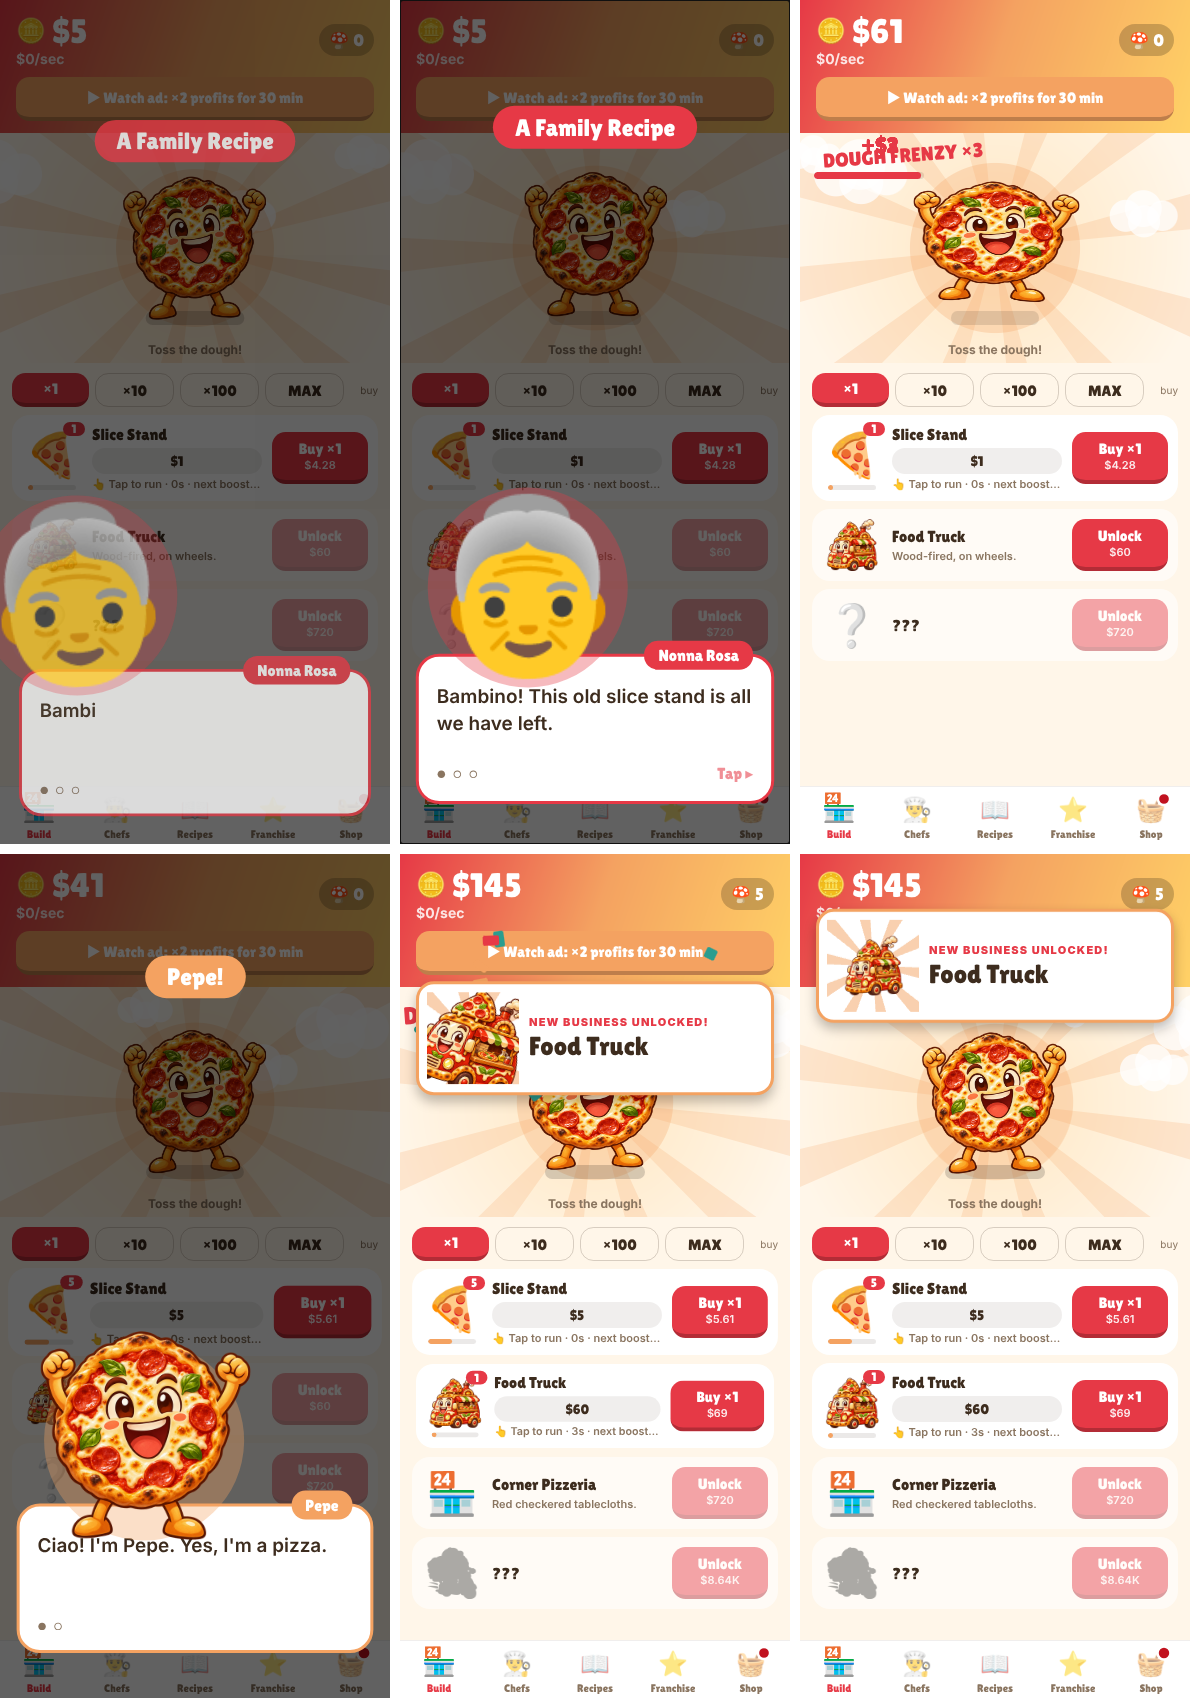 $5
0
$0/sec
▶ Watch ad: ×2 profits for 30 min
A Family Recipe
Toss the dough!
×1 ×10 ×100 MAX buy
1
Slice Stand
$1
Tap to run · 0s · next boost...
Buy ×1
$4.28
Food Truck
Wood-fired, on wheels.
Unlock
$60
???
Unlock
$720
Nonna Rosa
Bambi
24
Build Chefs Recipes Franchise Shop
$5
0
$0/sec
▶ Watch ad: ×2 profits for 30 min
A Family Recipe
Toss the dough!
×1 ×10 ×100 MAX buy
1
Slice Stand
$1
Tap to run · 0s · next boost...
Buy ×1
$4.28
Unlock
$60
Unlock
$720
Nonna Rosa
Bambino! This old slice stand is all
we have left.
Tap ▸
Build Chefs Recipes Franchise Shop
$61
0
$0/sec
▶ Watch ad: ×2 profits for 30 min
DOUGH FRENZY ×3
Toss the dough!
×1 ×10 ×100 MAX buy
1
Slice Stand
$1
Tap to run · 0s · next boost...
Buy ×1
$4.28
Food Truck
Wood-fired, on wheels.
Unlock
$60
???
Unlock
$720
24
Build Chefs Recipes Franchise Shop
$41
0
$0/sec
▶ Watch ad: ×2 profits for 30 min
Pepe!
Toss the dough!
×1 ×10 ×100 MAX buy
5
Slice Stand
$5
Tap to run · 0s · next boost...
Buy ×1
$5.61
Unlock
$60
Unlock
$720
Pepe
Ciao! I'm Pepe. Yes, I'm a pizza.
24
Build Chefs Recipes Franchise Shop
$145
5
$0/sec
▶ Watch ad: ×2 profits for 30 min
NEW BUSINESS UNLOCKED!
Food Truck
Toss the dough!
×1 ×10 ×100 MAX buy
5
Slice Stand
$5
Tap to run · 0s · next boost...
Buy ×1
$5.61
1
Food Truck
$60
Tap to run · 3s · next boost...
Buy ×1
$69
24
Corner Pizzeria
Red checkered tablecloths.
Unlock
$720
???
Unlock
$8.64K
24
Build Chefs Recipes Franchise Shop
$145
5
NEW BUSINESS UNLOCKED!
Food Truck
Toss the dough!
×1 ×10 ×100 MAX buy
5
Slice Stand
$5
Tap to run · 0s · next boost...
Buy ×1
$5.61
1
Food Truck
$60
Tap to run · 3s · next boost...
Buy ×1
$69
24
Corner Pizzeria
Red checkered tablecloths.
Unlock
$720
???
Unlock
$8.64K
24
Build Chefs Recipes Franchise Shop